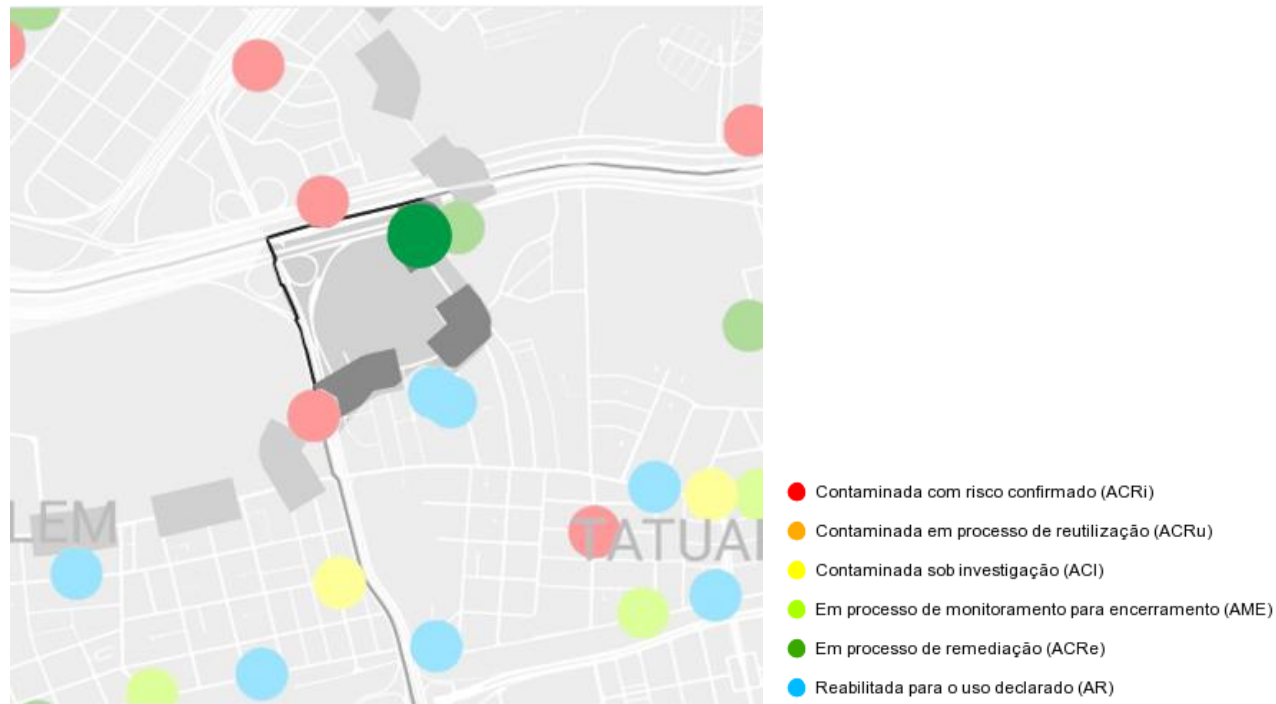 LEM
TATUAI
Contaminada com risco confirmado (ACRi)
Contaminada em processo de reutilização (ACRu)
Contaminada sob investigação (ACI)
Em processo de monitoramento para encerramento (AME)
Em processo de remediação (ACRe)
Reabilitada para o uso declarado (AR)